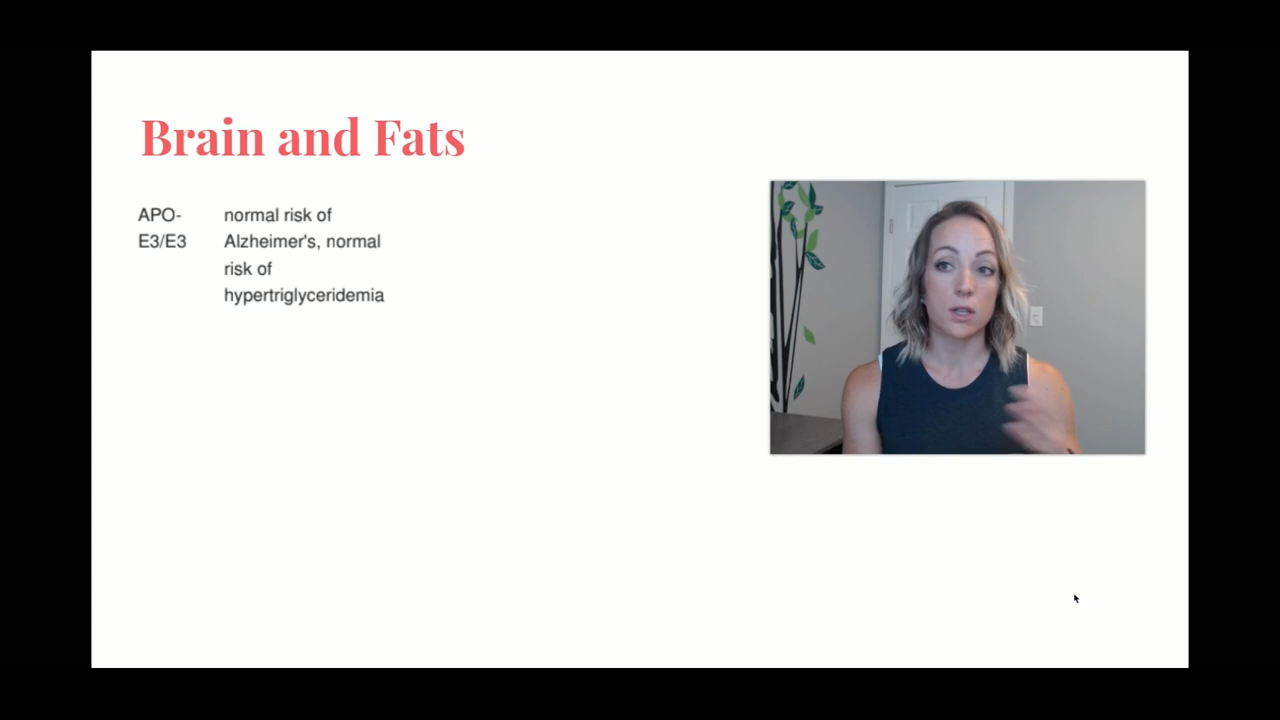 Brain and Fats
APO- normal risk of
E3/E3 Alzheimer's, normal
risk of
hypertriglyceridemia